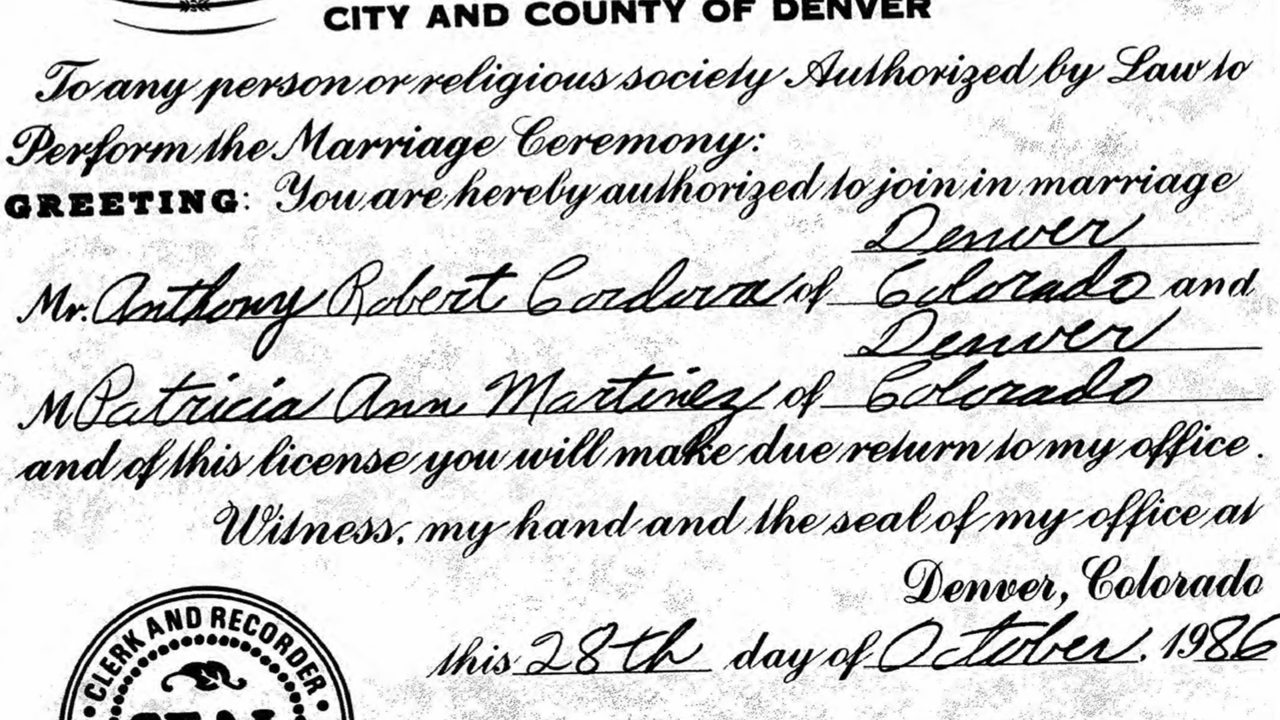 CITY AND COUNTY OF DENVER
To any person or religious society Authorized by Law to
Perform the Marriage Ceremony:
GREETING: You are hereby authorized to join in marriage
Denver
Mr. Anthony Robert Cordova of Colorado and
Denver
M Patricia Ann Martinez of Colorado
and of this license you will make due return to my office.
Witness, my hand and the seal of my office at
Denver, Colorado
this 28th day of October, 1986
• CLERK AND RECORDER •
SEAL